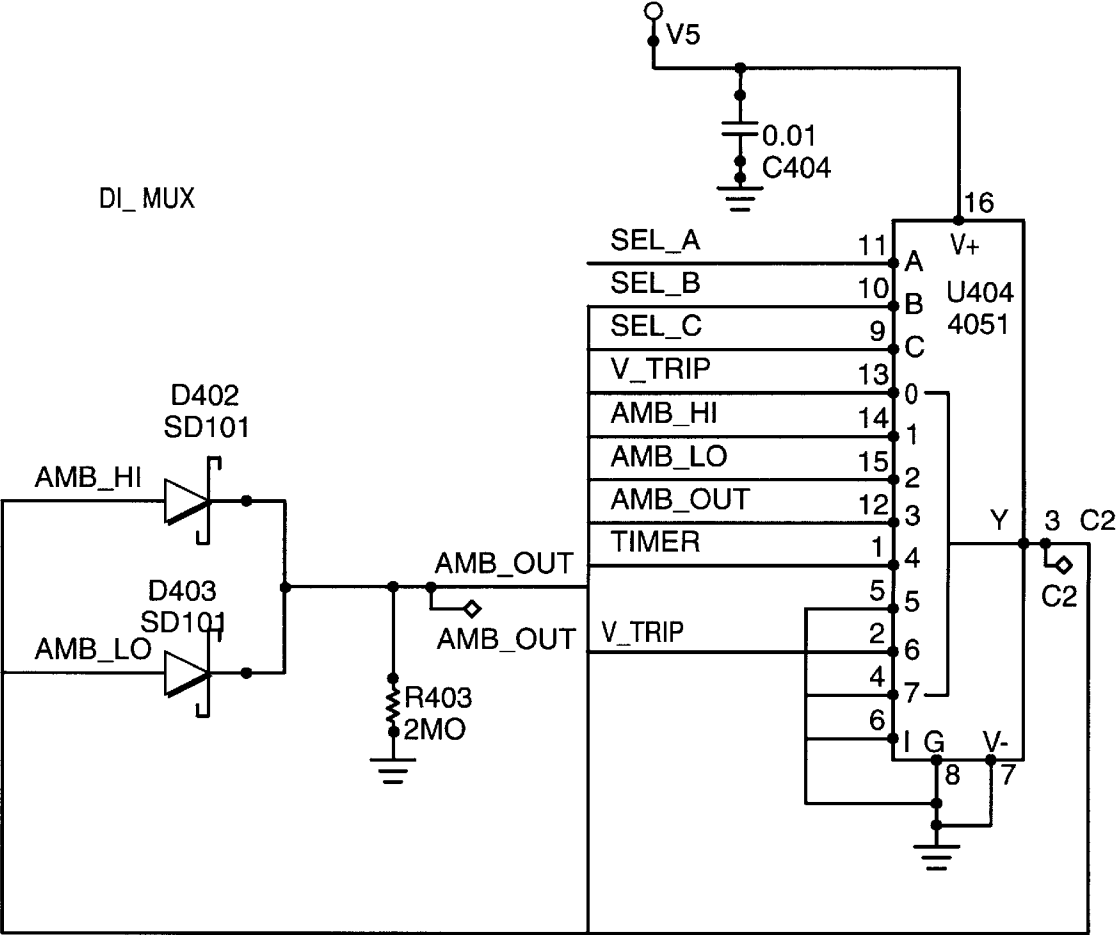 V5
0.01
C404
DI_ MUX
16
V+
SEL_A
11
A
U404
4051
SEL_B
10
B
SEL_C
9
C
V_TRIP
13
0
AMB_HI
14
1
AMB_LO
15
2
AMB_OUT
12
3
TIMER
1
4
5
5
V_TRIP
2
6
4
7
6
I
G
V-
8
7
Y
3
C2
C2
D402
SD101
AMB_HI
D403
SD101
AMB_LO
AMB_OUT
AMB_OUT
R403
2MO